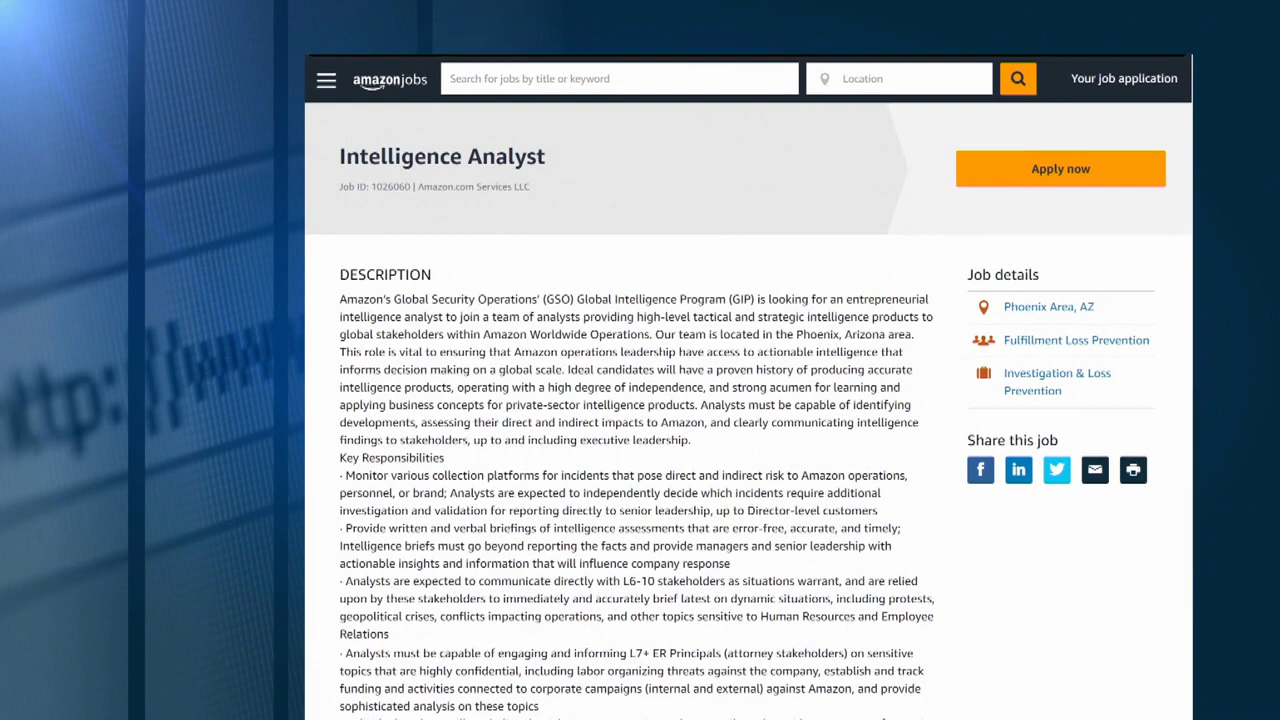 amazonjobs
Search for jobs by title or keyword
Location
Your job application
Intelligence Analyst
Job ID: 1026060 | Amazon.com Services LLC
Apply now
DESCRIPTION
Amazon's Global Security Operations' (GSO) Global Intelligence Program (GIP) is looking for an entrepreneurial
intelligence analyst to join a team of analysts providing high-level tactical and strategic intelligence products to
global stakeholders within Amazon Worldwide Operations. Our team is located in the Phoenix, Arizona area.
This role is vital to ensuring that Amazon operations leadership have access to actionable intelligence that
informs decision making on a global scale. Ideal candidates will have a proven history of producing accurate
intelligence products, operating with a high degree of independence, and strong acumen for learning and
applying business concepts for private-sector intelligence products. Analysts must be capable of identifying
developments, assessing their direct and indirect impacts to Amazon, and clearly communicating intelligence
findings to stakeholders, up to and including executive leadership.
Key Responsibilities
· Monitor various collection platforms for incidents that pose direct and indirect risk to Amazon operations,
personnel, or brand; Analysts are expected to independently decide which incidents require additional
investigation and validation for reporting directly to senior leadership, up to Director-level customers
· Provide written and verbal briefings of intelligence assessments that are error-free, accurate, and timely;
Intelligence briefs must go beyond reporting the facts and provide managers and senior leadership with
actionable insights and information that will influence company response
· Analysts are expected to communicate directly with L6-10 stakeholders as situations warrant, and are relied
upon by these stakeholders to immediately and accurately brief latest on dynamic situations, including protests,
geopolitical crises, conflicts impacting operations, and other topics sensitive to Human Resources and Employee
Relations
· Analysts must be capable of engaging and informing L7+ ER Principals (attorney stakeholders) on sensitive
topics that are highly confidential, including labor organizing threats against the company, establish and track
funding and activities connected to corporate campaigns (internal and external) against Amazon, and provide
sophisticated analysis on these topics
Job details
Phoenix Area, AZ
Fulfillment Loss Prevention
Investigation & Loss
Prevention
Share this job
http://www